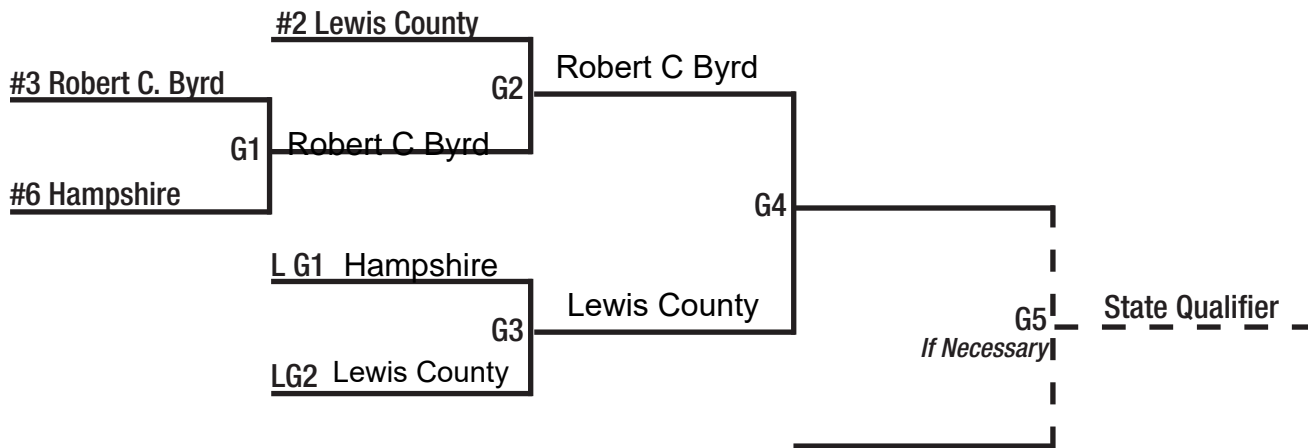 #2 Lewis County
Robert C Byrd
#3 Robert C. Byrd
G2
G1
Robert C Byrd
#6 Hampshire
G4
L G1 Hampshire
Lewis County
State Qualifier
G3
G5
If Necessary
LG2 Lewis County